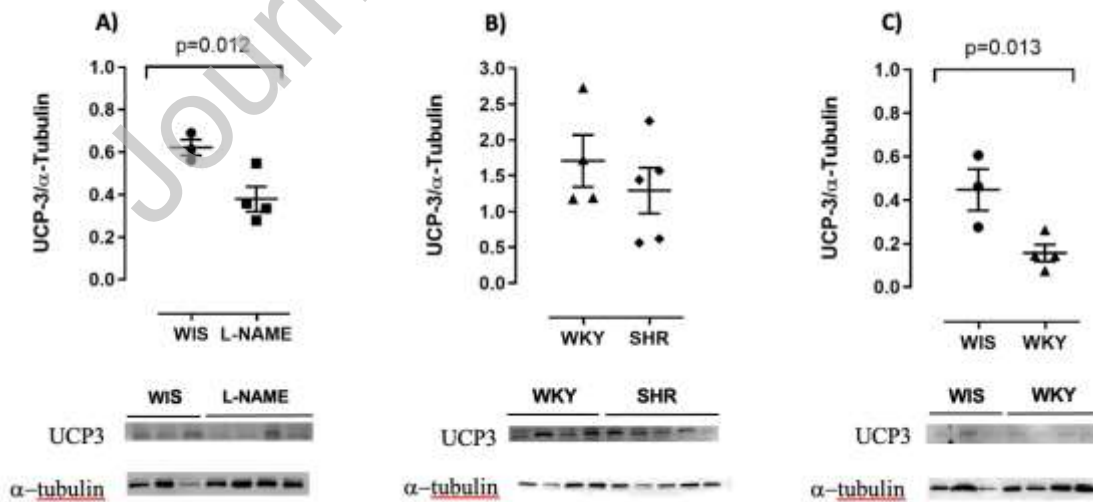 A)
p=0.012
UCP-3/α-Tubulin
1.0
0.8
0.6
0.4
0.2
0.0
WIS L-NAME
WIS L-NAME
UCP3
α-tubulin
B)
UCP-3/α-Tubulin
3.0
2.5
2.0
1.5
1.0
0.5
0.0
WKY SHR
WKY SHR
UCP3
α-tubulin
C)
p=0.013
UCP-3/α-Tubulin
1.0
0.8
0.6
0.4
0.2
0.0
WIS WKY
WIS WKY
UCP3
α-tubulin
Journ